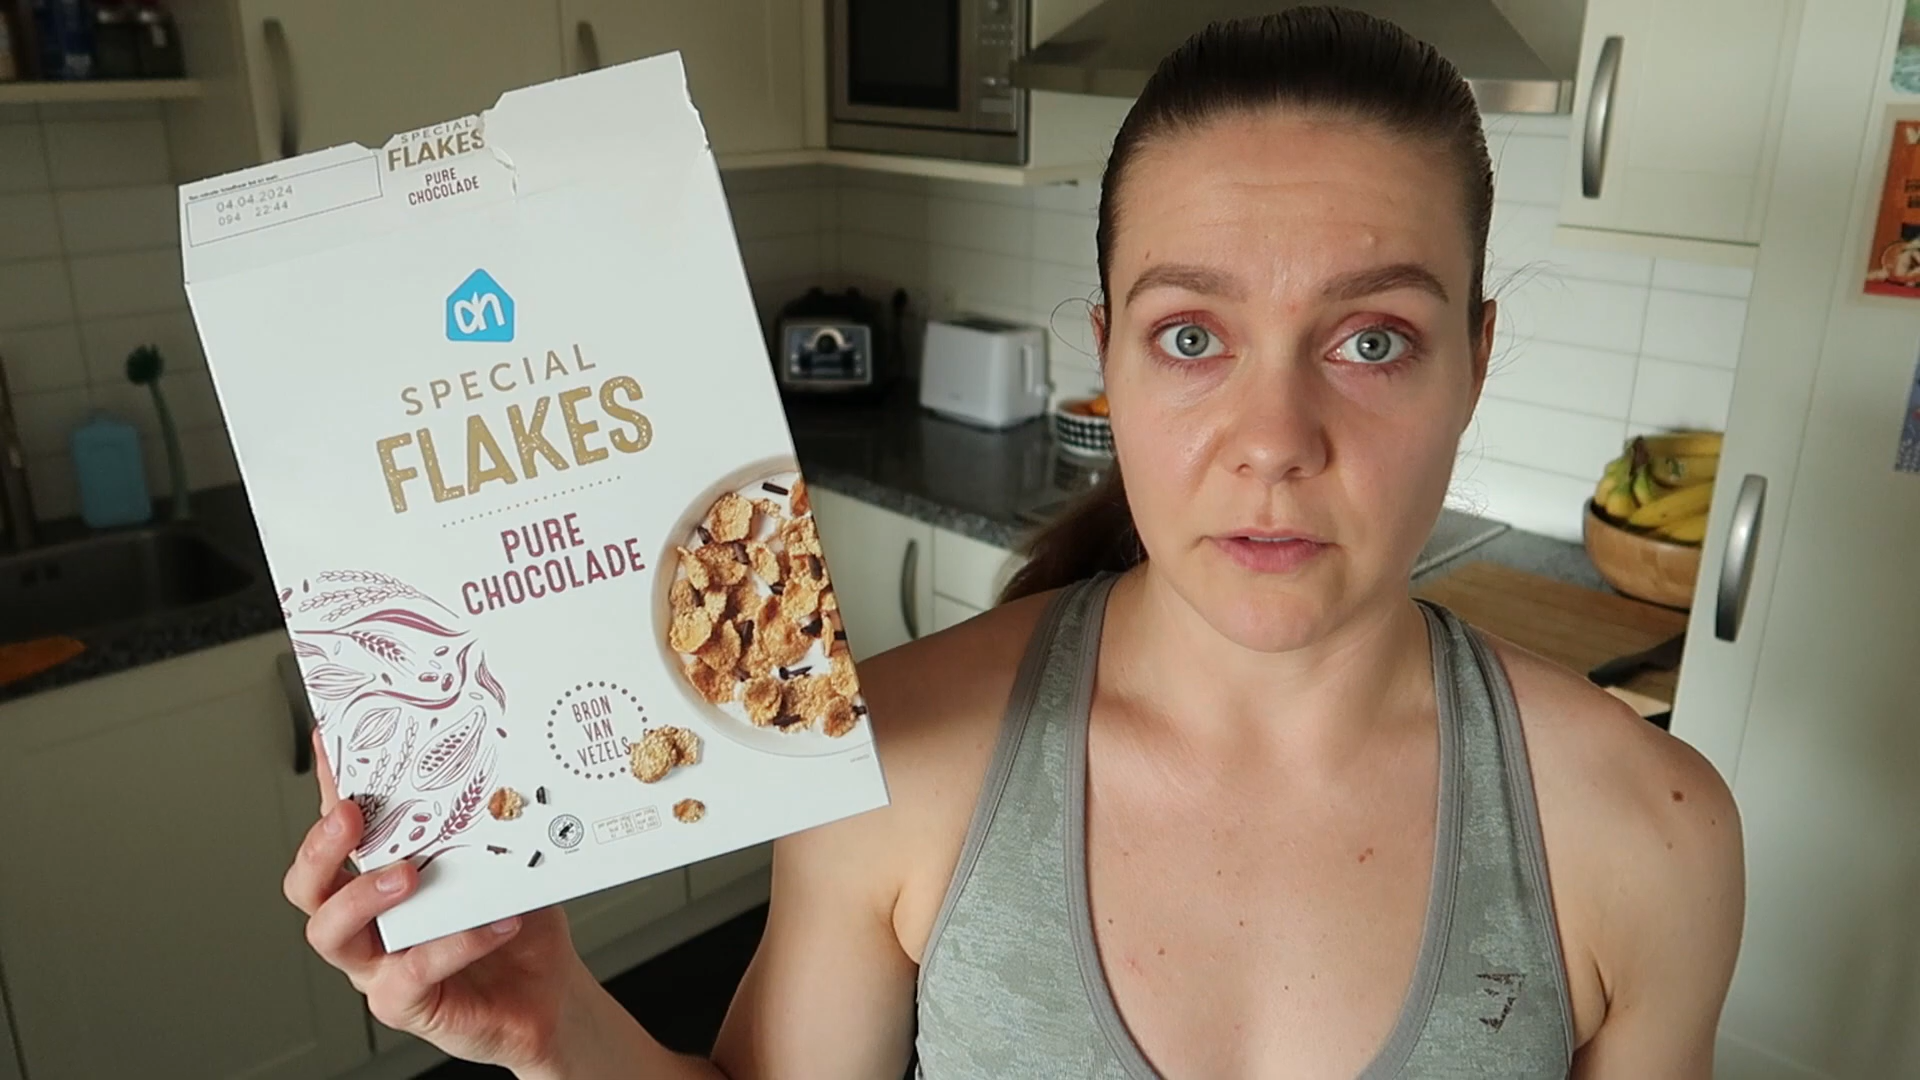 SPECIAL
FLAKES
PURE
CHOCOLADE
04.04.2024
094 22:44
ah
SPECIAL
FLAKES
PURE
CHOCOLADE
BRON
VAN
VEZELS